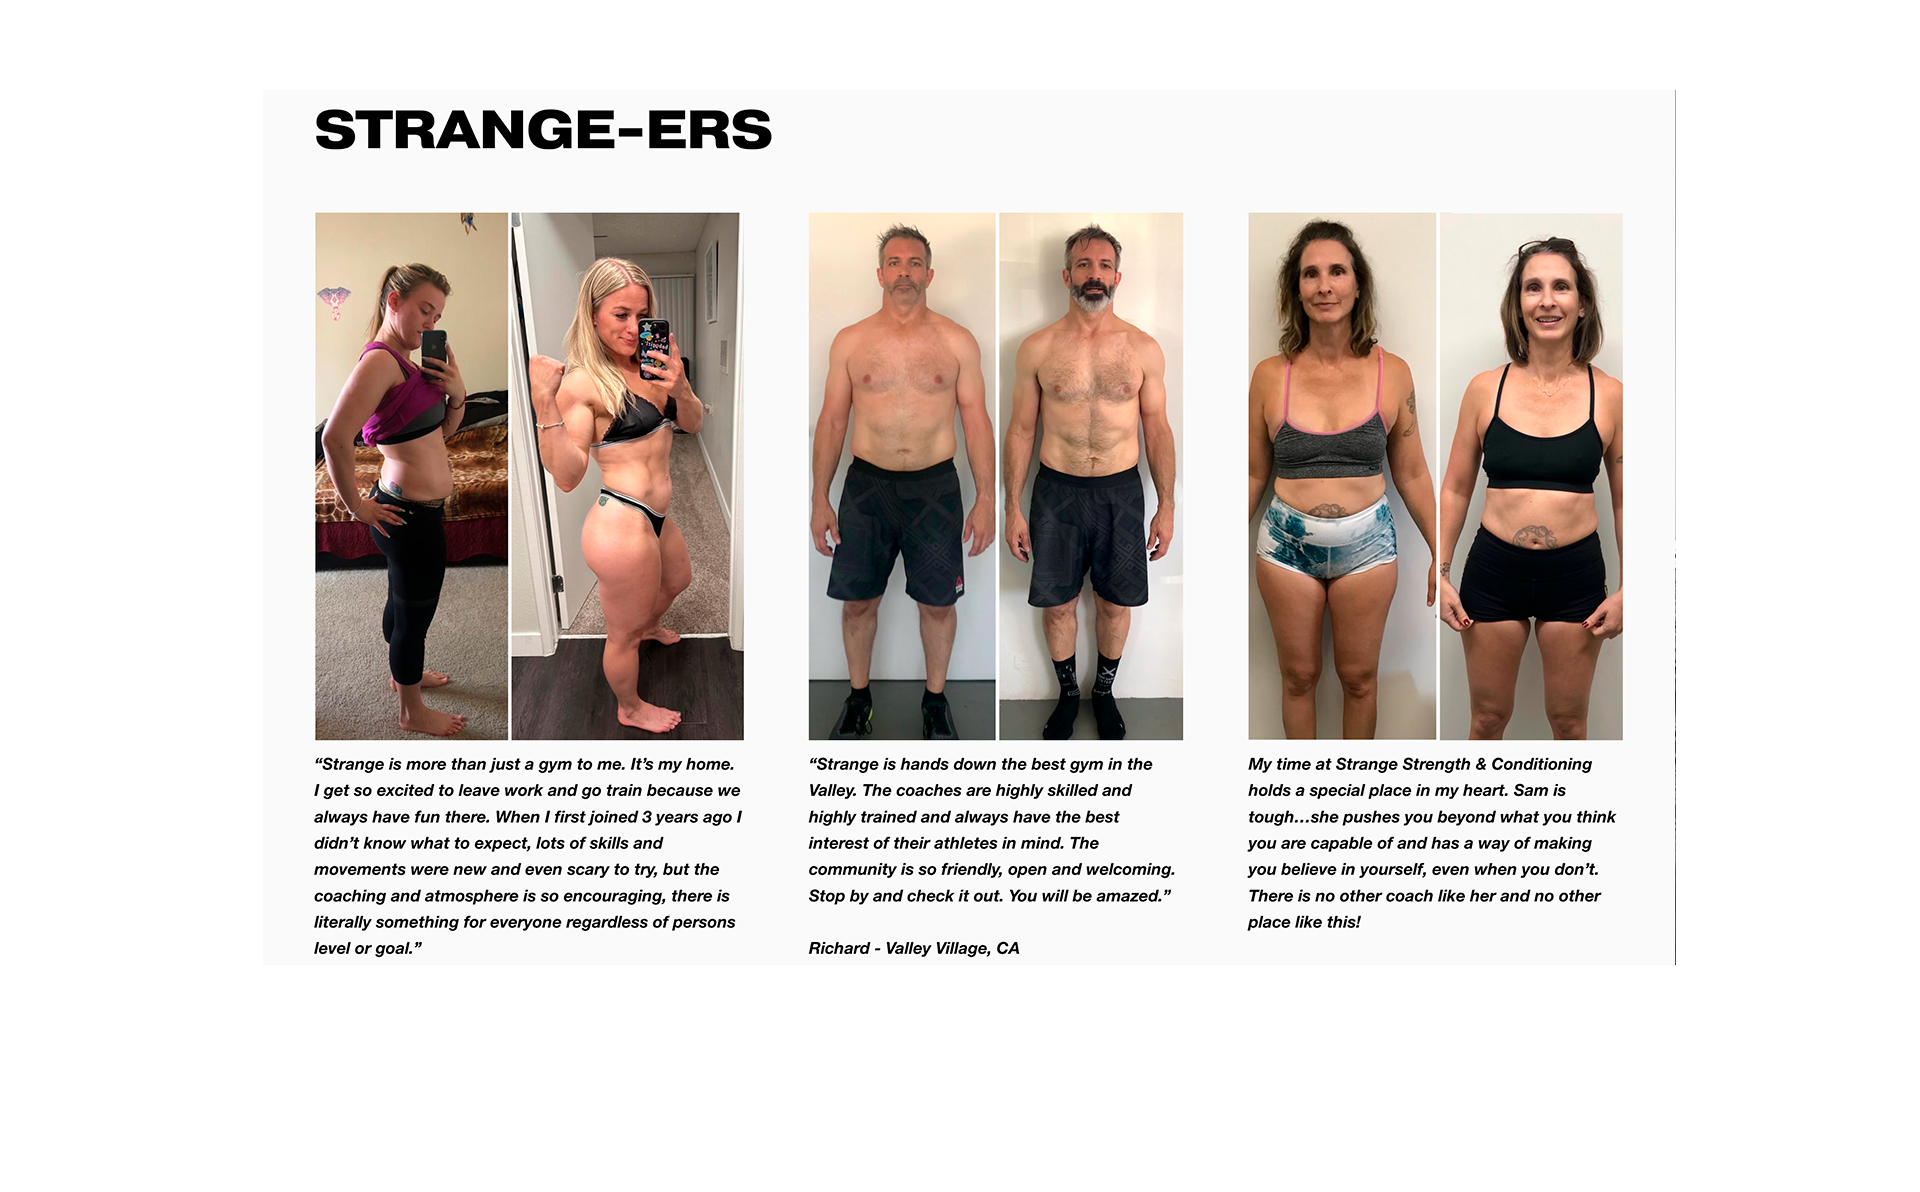 STRANGE-ERS
“Strange is more than just a gym to me. It’s my home.
I get so excited to leave work and go train because we
always have fun there. When I first joined 3 years ago I
didn’t know what to expect, lots of skills and
movements were new and even scary to try, but the
coaching and atmosphere is so encouraging, there is
literally something for everyone regardless of persons
level or goal.”
“Strange is hands down the best gym in the
Valley. The coaches are highly skilled and
highly trained and always have the best
interest of their athletes in mind. The
community is so friendly, open and welcoming.
Stop by and check it out. You will be amazed.”
Richard - Valley Village, CA
My time at Strange Strength & Conditioning
holds a special place in my heart. Sam is
tough...she pushes you beyond what you think
you are capable of and has a way of making
you believe in yourself, even when you don’t.
There is no other coach like her and no other
place like this!